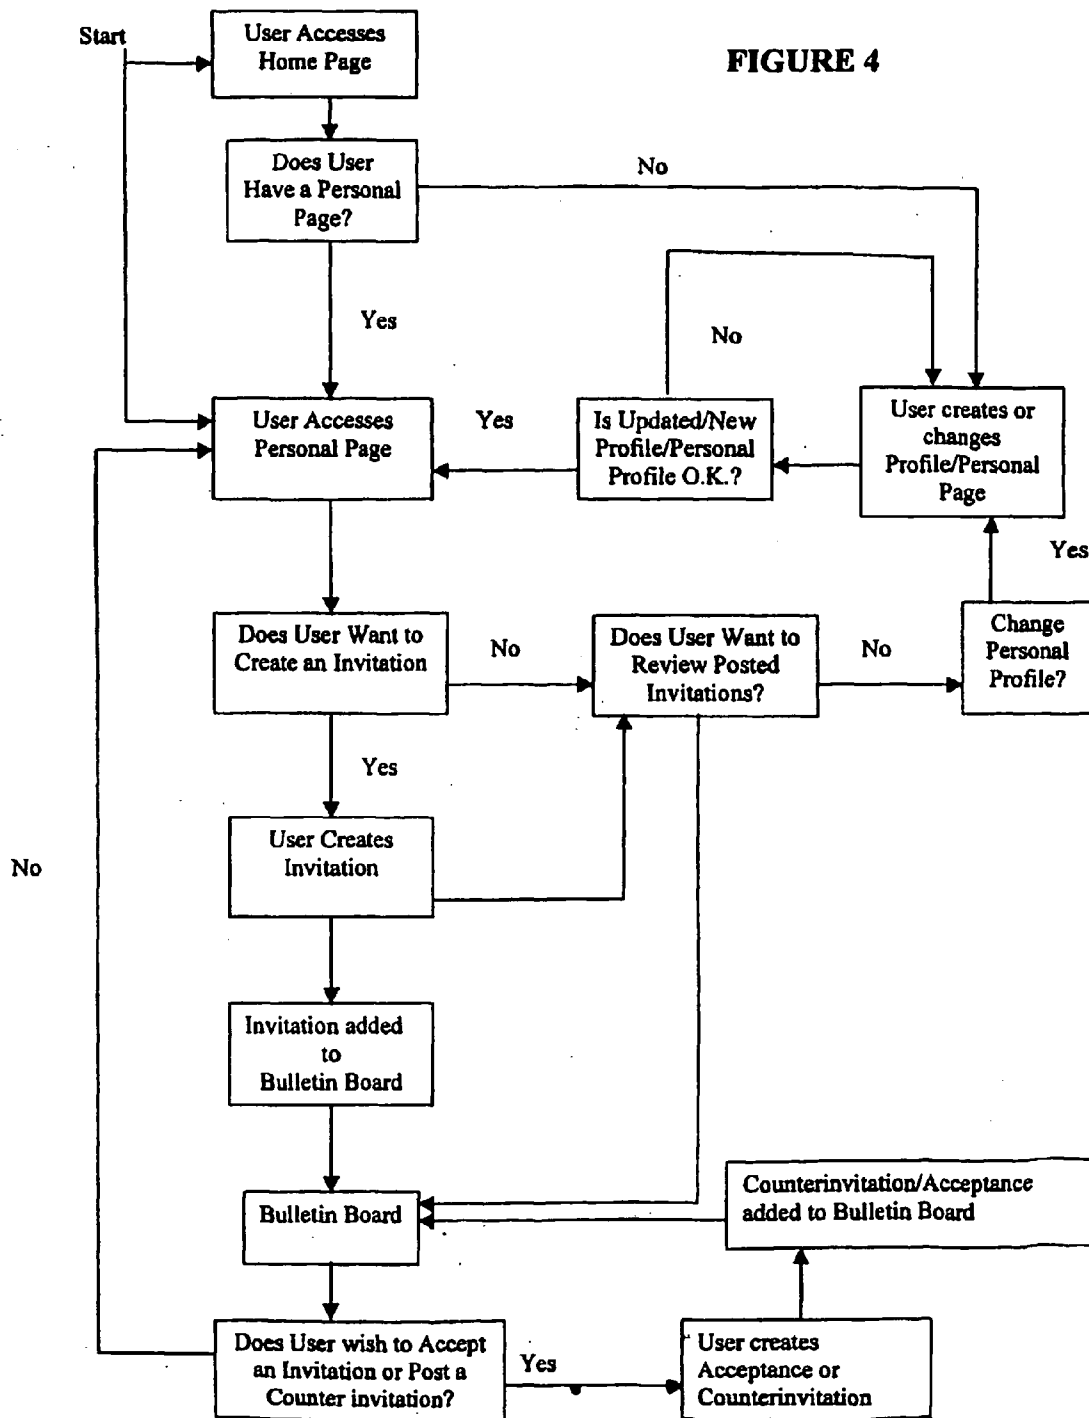 Start
User Accesses
Home Page
FIGURE 4
Does User
Have a Personal
Page?
No
Yes
No
User Accesses
Personal Page
Yes
Is Updated/New
Profile/Personal
Profile O.K.?
User creates or
changes
Profile/Personal
Page
Yes
Does User Want to
Create an Invitation
No
Does User Want to
Review Posted
Invitations?
No
Change
Personal
Profile?
Yes
User Creates
Invitation
No
Invitation added
to
Bulletin Board
Bulletin Board
Counterinvitation/Acceptance
added to Bulletin Board
Does User wish to Accept
an Invitation or Post a
Counter invitation?
Yes
User creates
Acceptance or
Counterinvitation